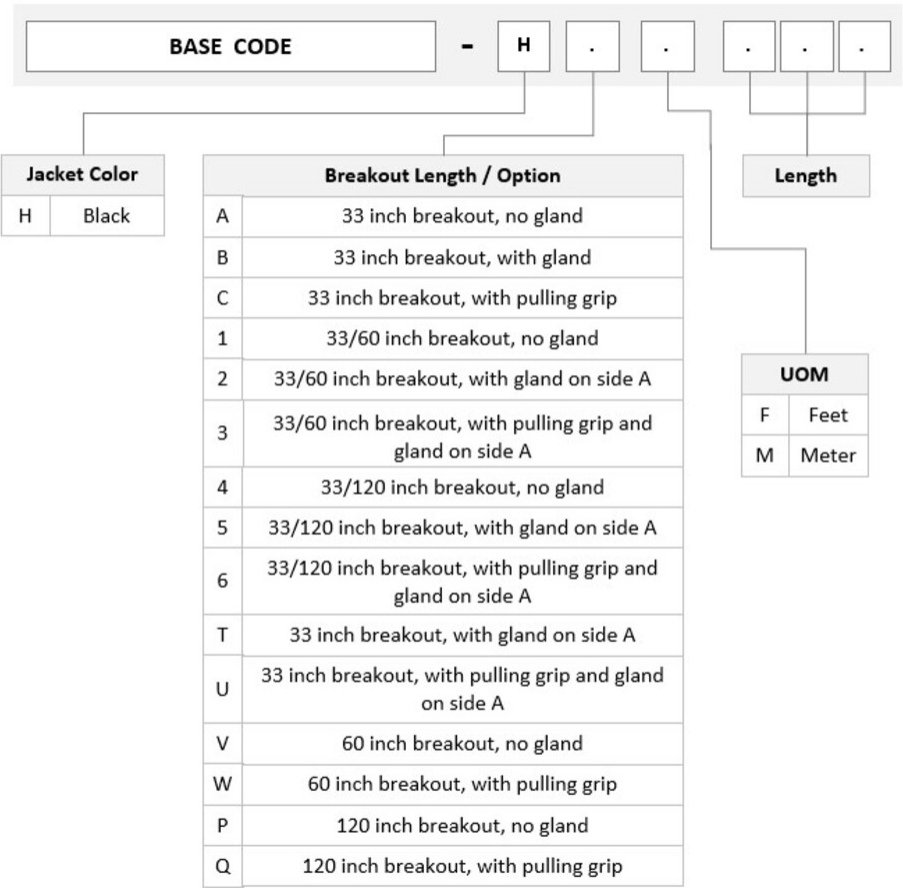 BASE CODE - H . . . . .
Jacket Color
H Black
Breakout Length / Option
A 33 inch breakout, no gland
B 33 inch breakout, with gland
C 33 inch breakout, with pulling grip
1 33/60 inch breakout, no gland
2 33/60 inch breakout, with gland on side A
3 33/60 inch breakout, with pulling grip and
gland on side A
4 33/120 inch breakout, no gland
5 33/120 inch breakout, with gland on side A
6 33/120 inch breakout, with pulling grip and
gland on side A
T 33 inch breakout, with gland on side A
U 33 inch breakout, with pulling grip and gland
on side A
V 60 inch breakout, no gland
W 60 inch breakout, with pulling grip
P 120 inch breakout, no gland
Q 120 inch breakout, with pulling grip
Length
UOM
F Feet
M Meter